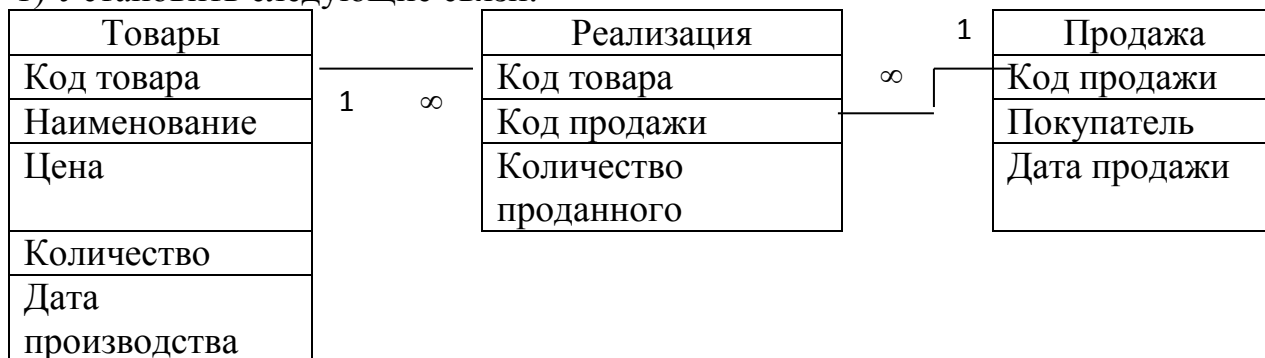 1) Установить следующие связи:
Товары
Код товара
Наименование
Цена
Количество
Дата
производства
1 ∞
Реализация
Код товара
Код продажи
Количество
проданного
∞ 1
Продажа
Код продажи
Покупатель
Дата продажи